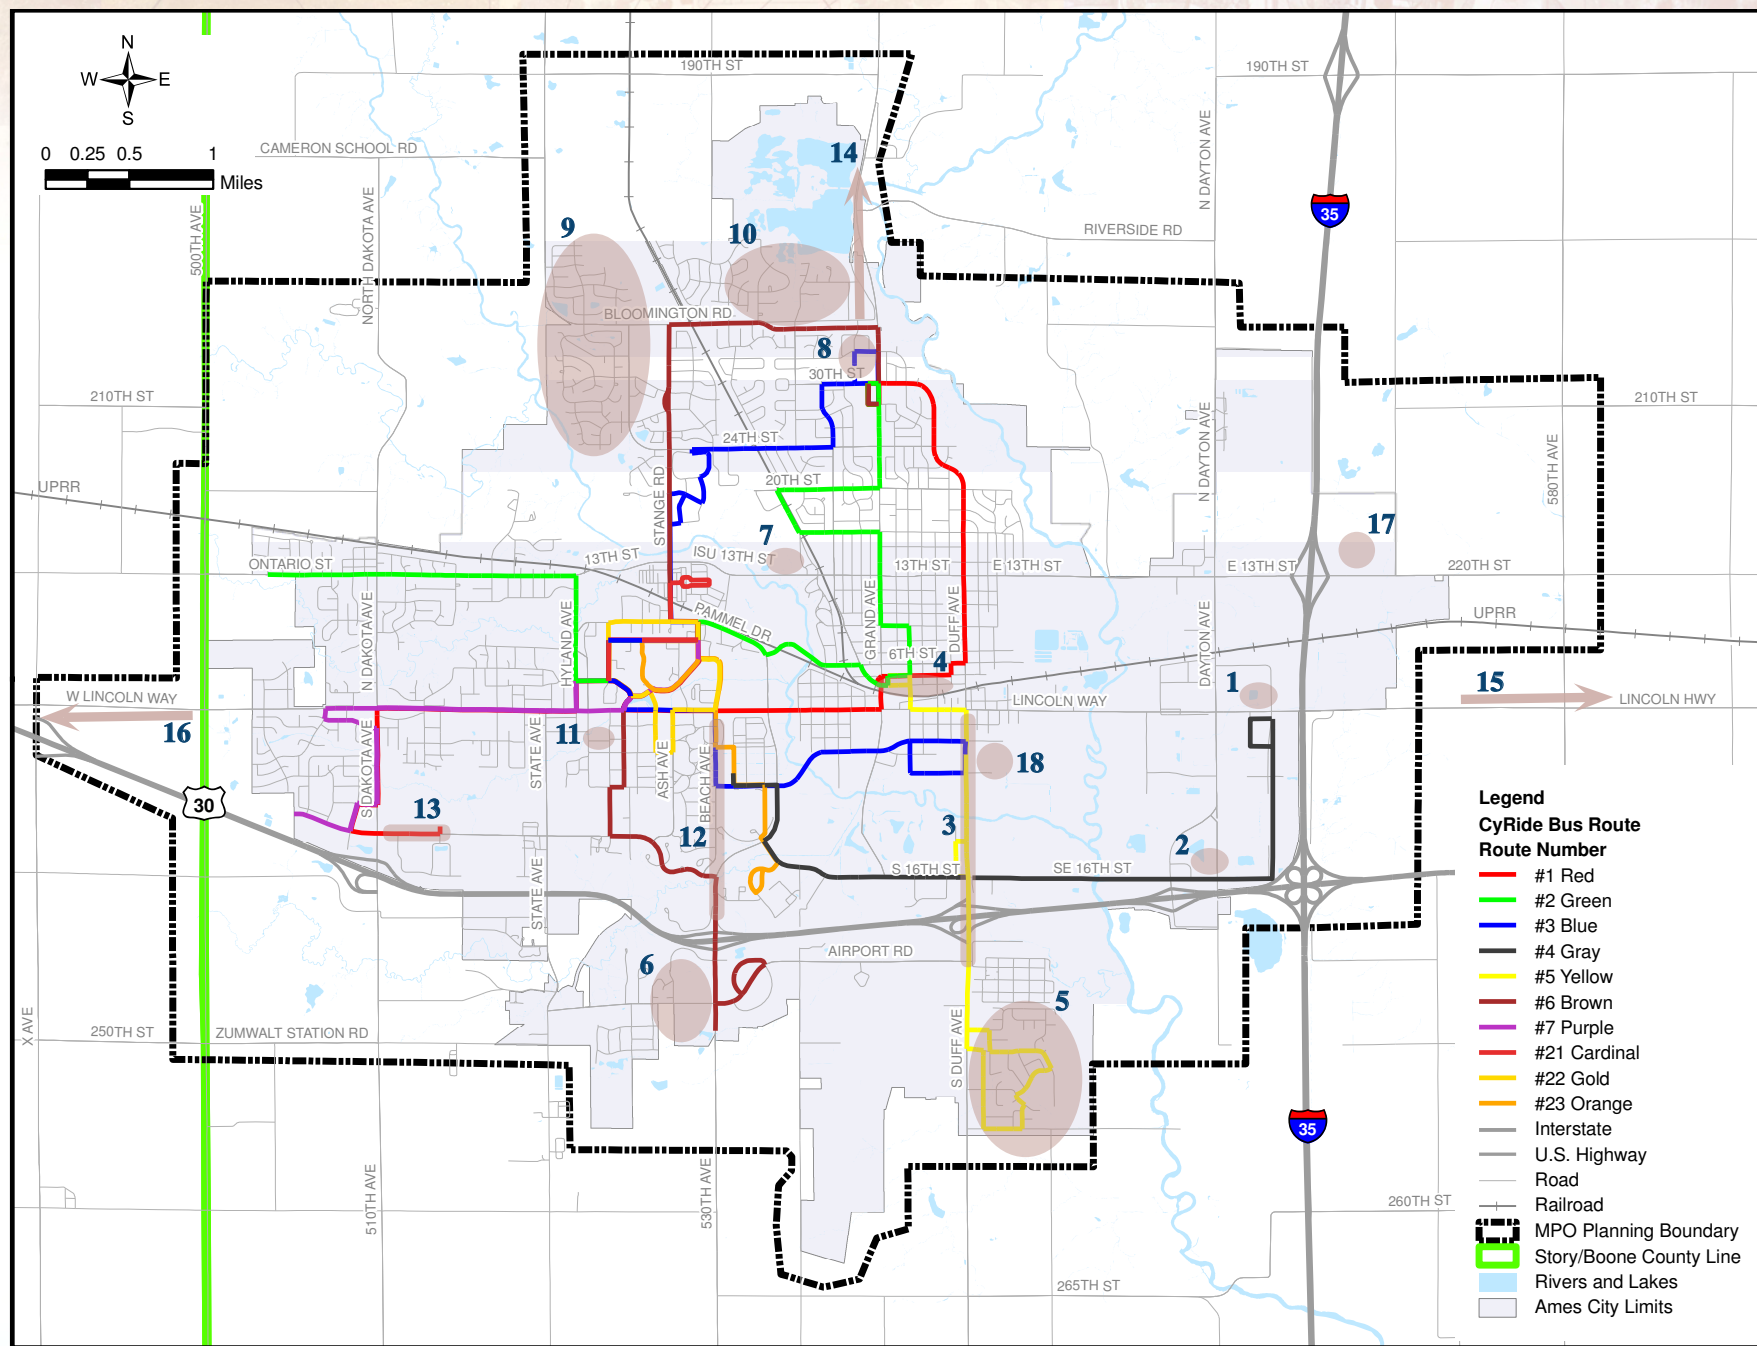 N
W E
S
0 0.25 0.5 1
Miles
190TH ST
190TH ST
CAMERON SCHOOL RD
14
N DAYTON AVE
35
500TH AVE
NORTH DAKOTA AVE
9
10
RIVERSIDE RD
BLOOMINGTON RD
8
30TH ST
210TH ST
210TH ST
24TH ST
N DAYTON AVE
580TH AVE
UPRR
20TH ST
STANGE RD
7
17
13TH ST
ISU 13TH ST
ONTARIO ST
13TH ST
E 13TH ST
E 13TH ST
220TH ST
N DAKOTA AVE
HYLAND AVE
PAMMEL DR
GRAND AVE
DUFF AVE
DAYTON AVE
UPRR
6TH ST
4
W LINCOLN WAY
LINCOLN WAY
1
15
LINCOLN HWY
16
11
S DAKOTA AVE
STATE AVE
ASH AVE
BEACH AVE
18
30
13
12
3
2
S 16TH ST
SE 16TH ST
STATE AVE
AIRPORT RD
6
5
X AVE
250TH ST
ZUMWALT STATION RD
S DUFF AVE
35
510TH AVE
530TH AVE
260TH ST
265TH ST
Legend
CyRide Bus Route
Route Number
#1 Red
#2 Green
#3 Blue
#4 Gray
#5 Yellow
#6 Brown
#7 Purple
#21 Cardinal
#22 Gold
#23 Orange
Interstate
U.S. Highway
Road
Railroad
MPO Planning Boundary
Story/Boone County Line
Rivers and Lakes
Ames City Limits